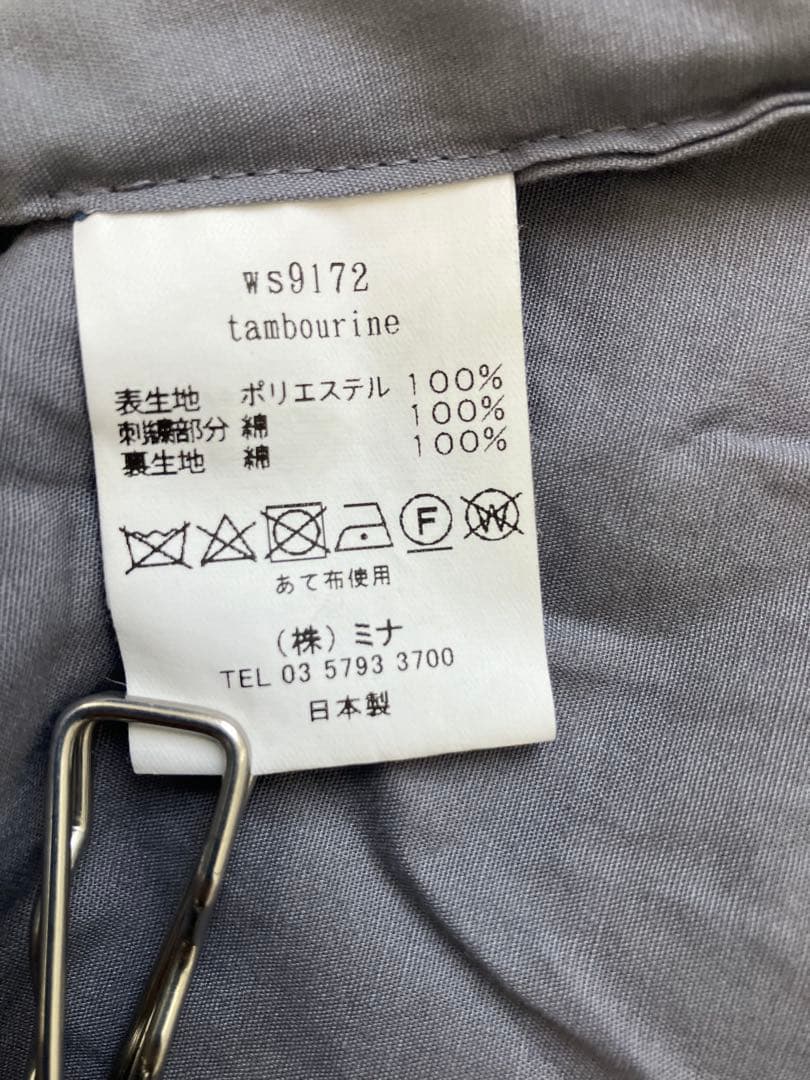 ws9172
tambourine
表生地 ポリエステル 100%
刺繍部分 綿 100%
裏生地 綿 100%
F W
あて布使用
(株)ミナ
TEL 03 5793 3700
日本製